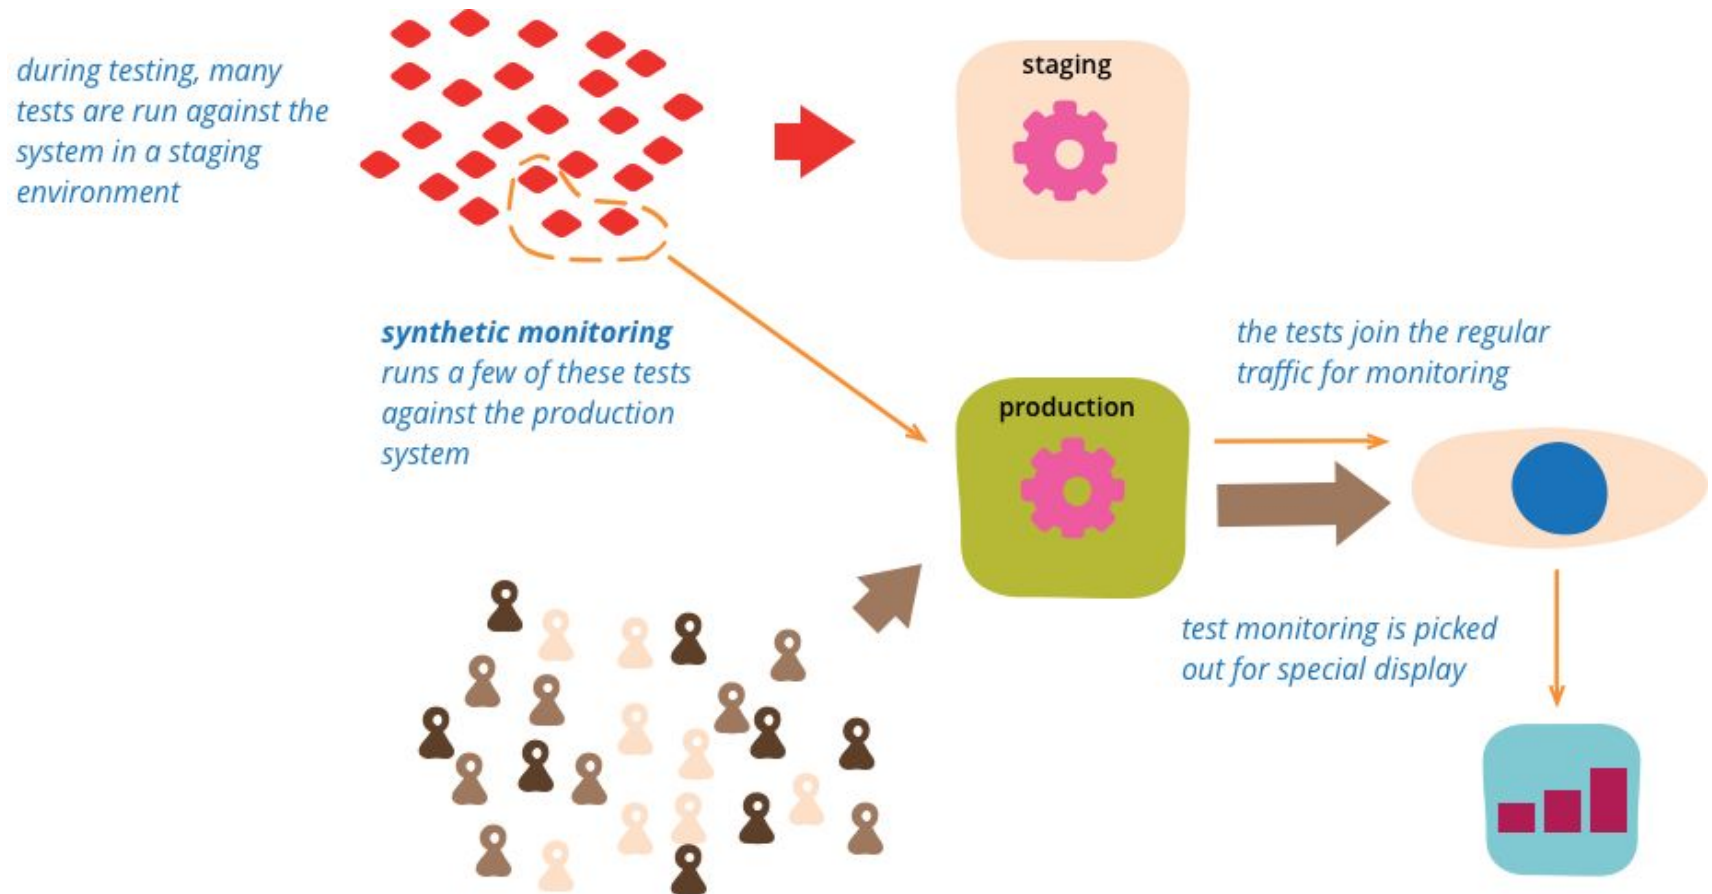 during testing, many
tests are run against the
system in a staging
environment
staging
synthetic monitoring
runs a few of these tests
against the production
system
the tests join the regular
traffic for monitoring
production
test monitoring is picked
out for special display